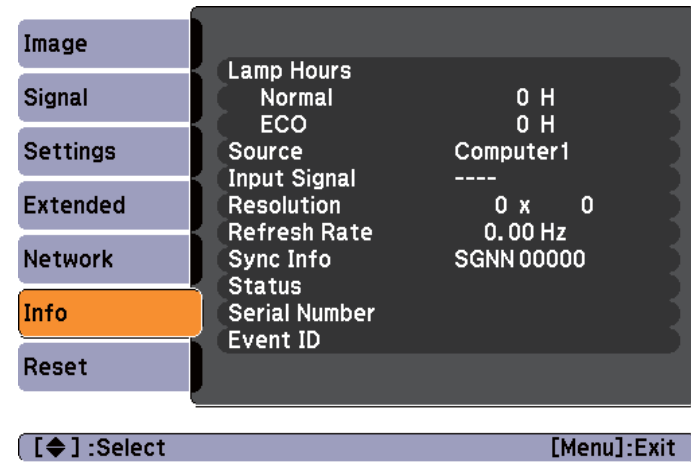 Image
Signal
Settings
Extended
Network
Info
Reset
Lamp Hours
Normal 0 H
ECO 0 H
Source Computer1
Input Signal ----
Resolution 0 x 0
Refresh Rate 0.00 Hz
Sync Info SGNN 00000
Status
Serial Number
Event ID
[◆] :Select [Menu]:Exit